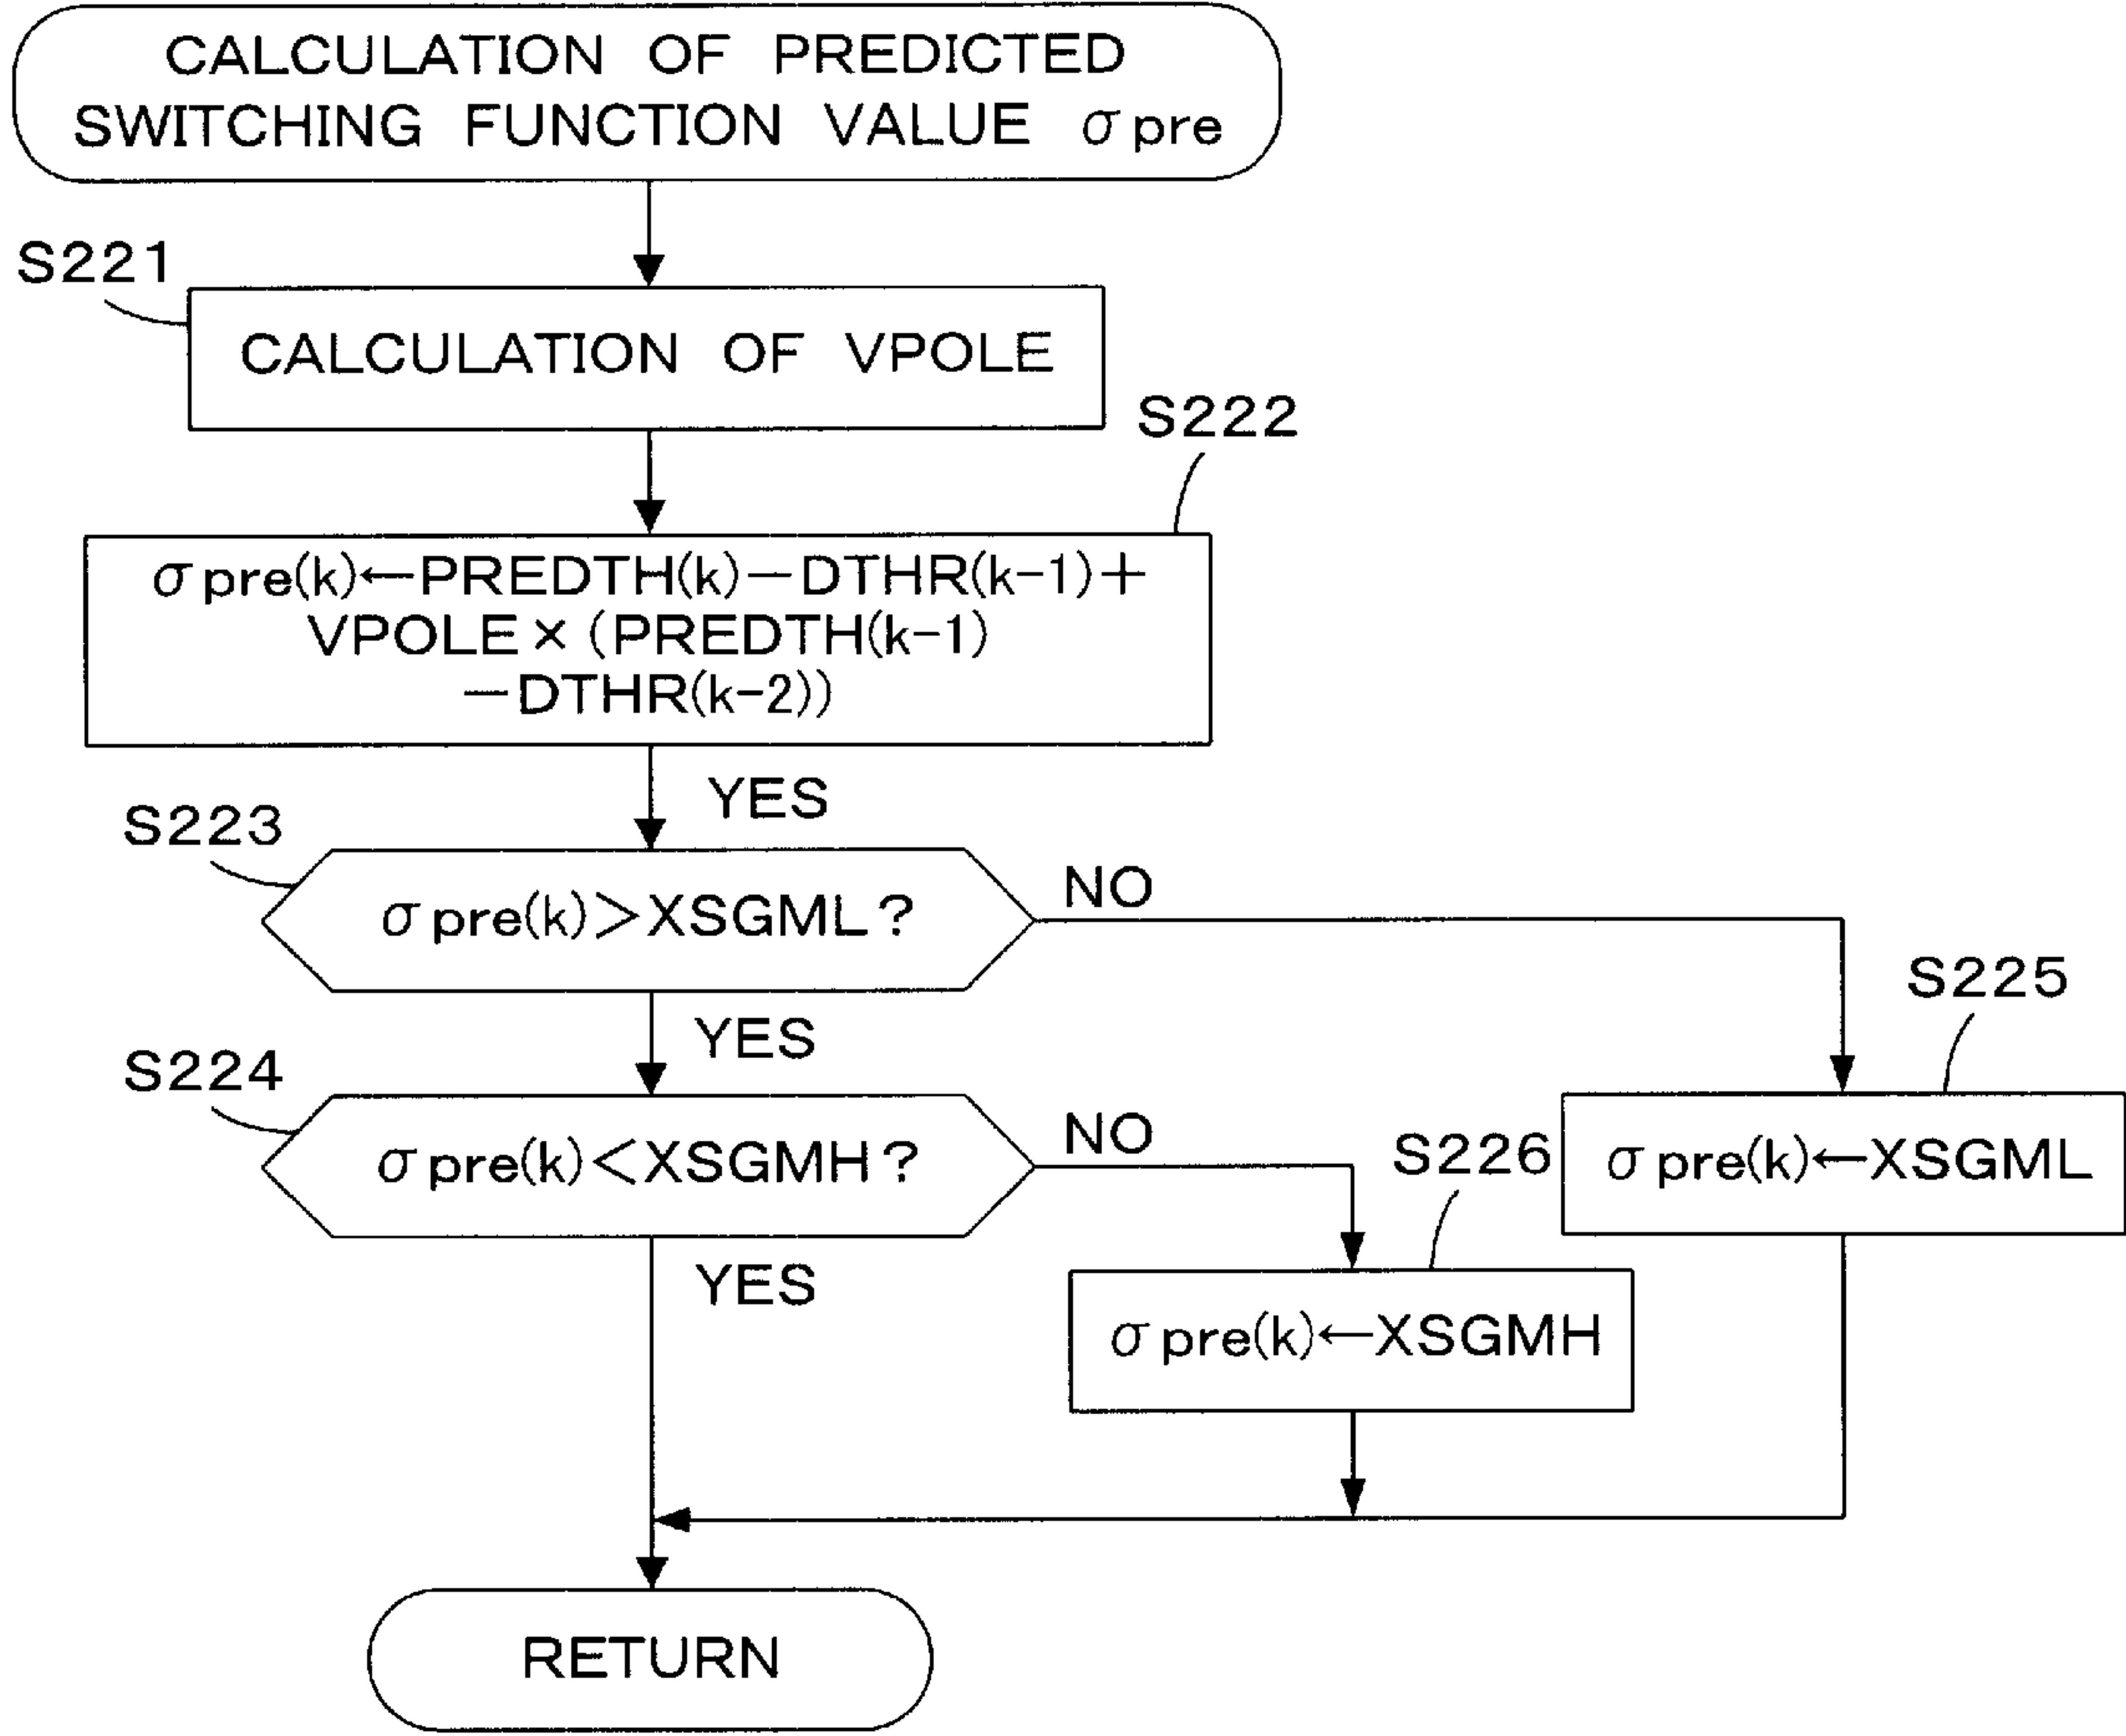 CALCULATION OF PREDICTED
SWITCHING FUNCTION VALUE σpre
S221
CALCULATION OF VPOLE
S222
σpre(k)←PREDTH(k)−DTHR(k-1)+
VPOLE×(PREDTH(k-1)
−DTHR(k-2))
YES
S223
σpre(k)>XSGML?
NO
YES
S225
S224
σpre(k)<XSGMH?
NO
S226
σpre(k)←XSGML
YES
σpre(k)←XSGMH
RETURN